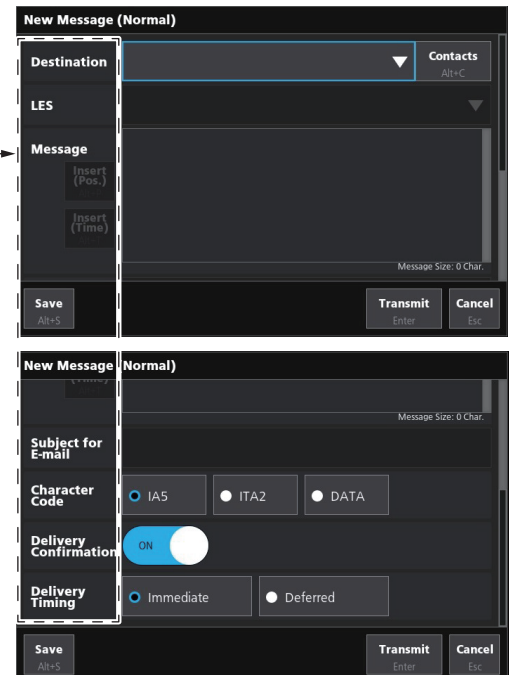 New Message (Normal)
Destination
Contacts
Alt+C
LES
Message
Insert
(Pos.)
Insert
(Time)
Message Size: 0 Char.
Save
Alt+S
Transmit
Enter
Cancel
Esc
New Message (Normal)
(Time)
Message Size: 0 Char.
Subject for
E-mail
Character
Code
IA5
ITA2
DATA
Delivery
Confirmation
ON
Delivery
Timing
Immediate
Deferred
Save
Alt+S
Transmit
Enter
Cancel
Esc